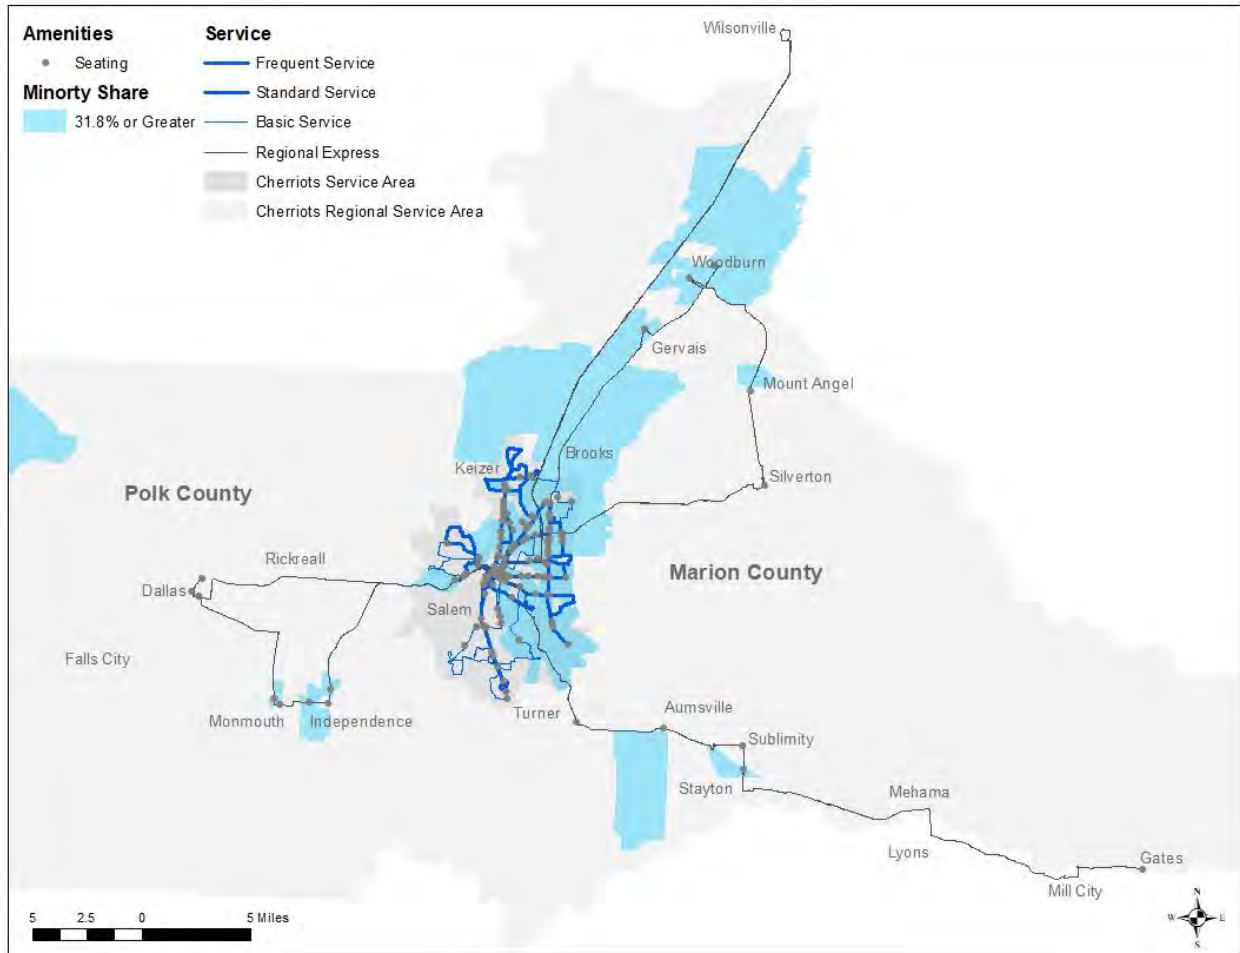 Amenities
Seating
Minorty Share
31.8% or Greater
Service
Frequent Service
Standard Service
Basic Service
Regional Express
Cherriots Service Area
Cherriots Regional Service Area
Wilsonville
Woodburn
Gervais
Mount Angel
Brooks
Keizer
Silverton
Polk County
Rickreall
Marion County
Dallas
Salem
Falls City
Monmouth
Independence
Turner
Aumsville
Sublimity
Stayton
Mehama
Lyons
Gates
Mill City
5 2.5 0 5 Miles
N
W E
S